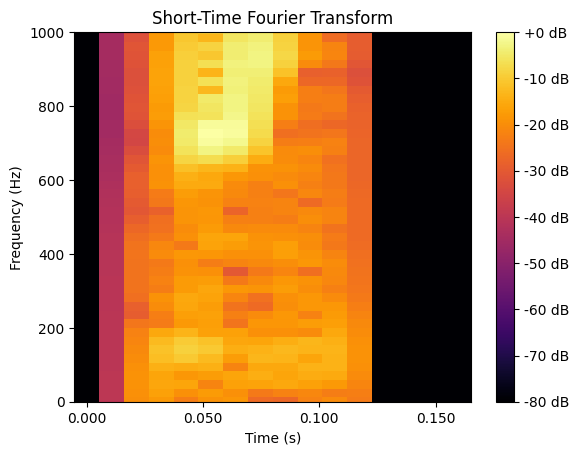 Short-Time Fourier Transform
1000
800
600
400
200
0
Frequency (Hz)
0.000
0.050
0.100
0.150
Time (s)
+0 dB
-10 dB
-20 dB
-30 dB
-40 dB
-50 dB
-60 dB
-70 dB
-80 dB